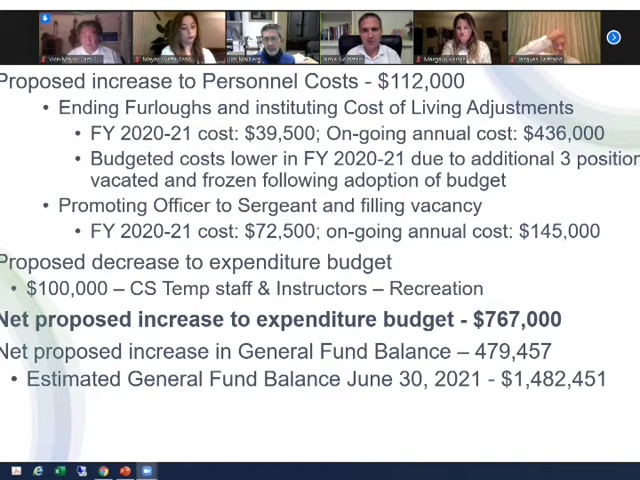 Jim Malberg
Proposed increase to Personnel Costs - $112,000
• Ending Furloughs and instituting Cost of Living Adjustments
• FY 2020-21 cost: $39,500; On-going annual cost: $436,000
• Budgeted costs lower in FY 2020-21 due to additional 3 position
vacated and frozen following adoption of budget
• Promoting Officer to Sergeant and filling vacancy
• FY 2020-21 cost: $72,500; on-going annual cost: $145,000
Proposed decrease to expenditure budget
• $100,000 – CS Temp staff & Instructors – Recreation
Net proposed increase to expenditure budget - $767,000
Net proposed increase in General Fund Balance – 479,457
• Estimated General Fund Balance June 30, 2021 - $1,482,451